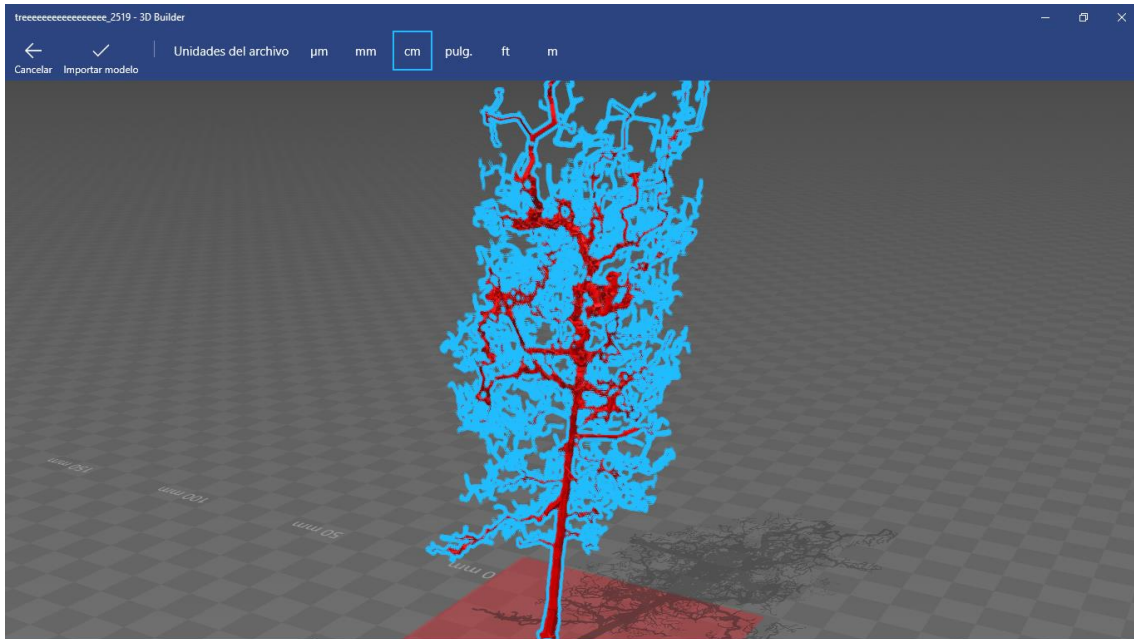 treeeeeeeeeeeeeeeee_2519 - 3D Builder
Cancelar
Importar modelo
Unidades del archivo
µm
mm
cm
pulg.
ft
m
150 mm
100 mm
50 mm
0 mm